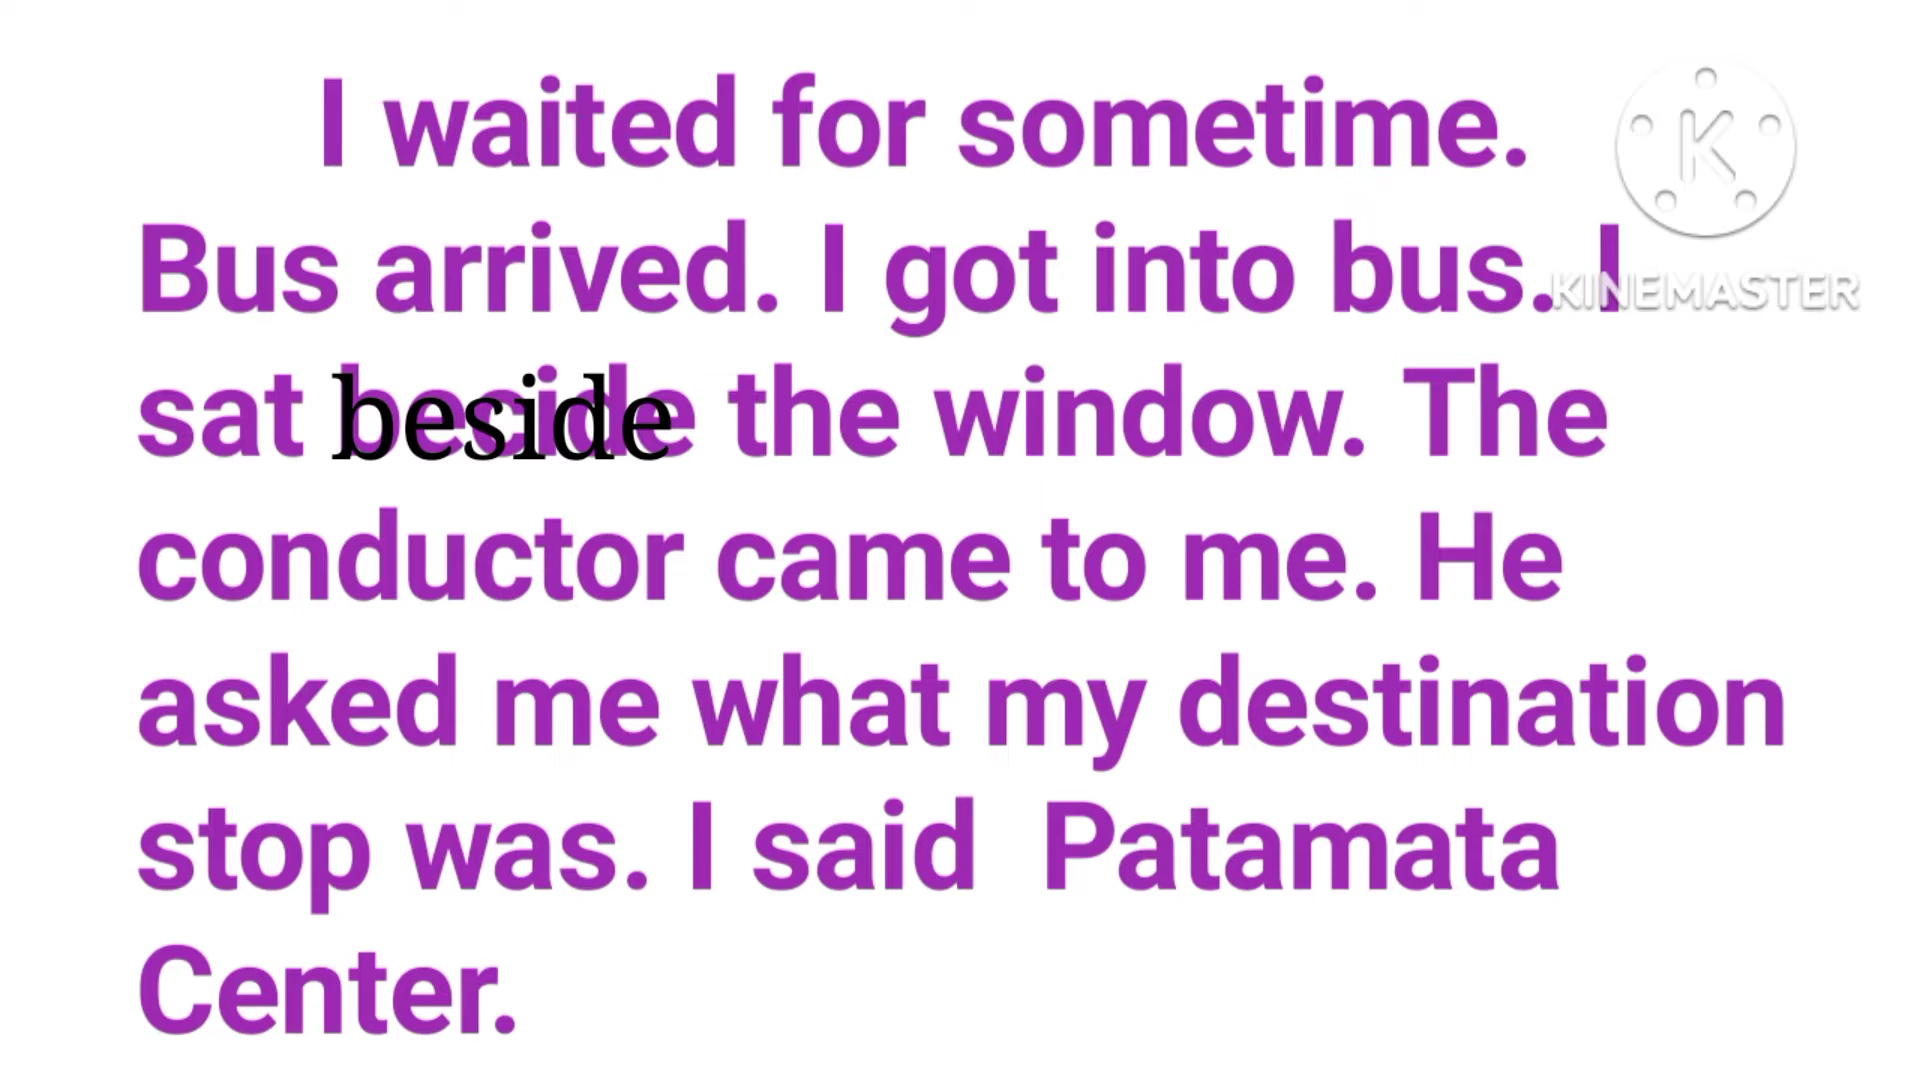 I waited for sometime.
Bus arrived. I got into bus. I
KINEMASTER
sat beside the window. The
conductor came to me. He
asked me what my destination
stop was. I said  Patamata
Center.